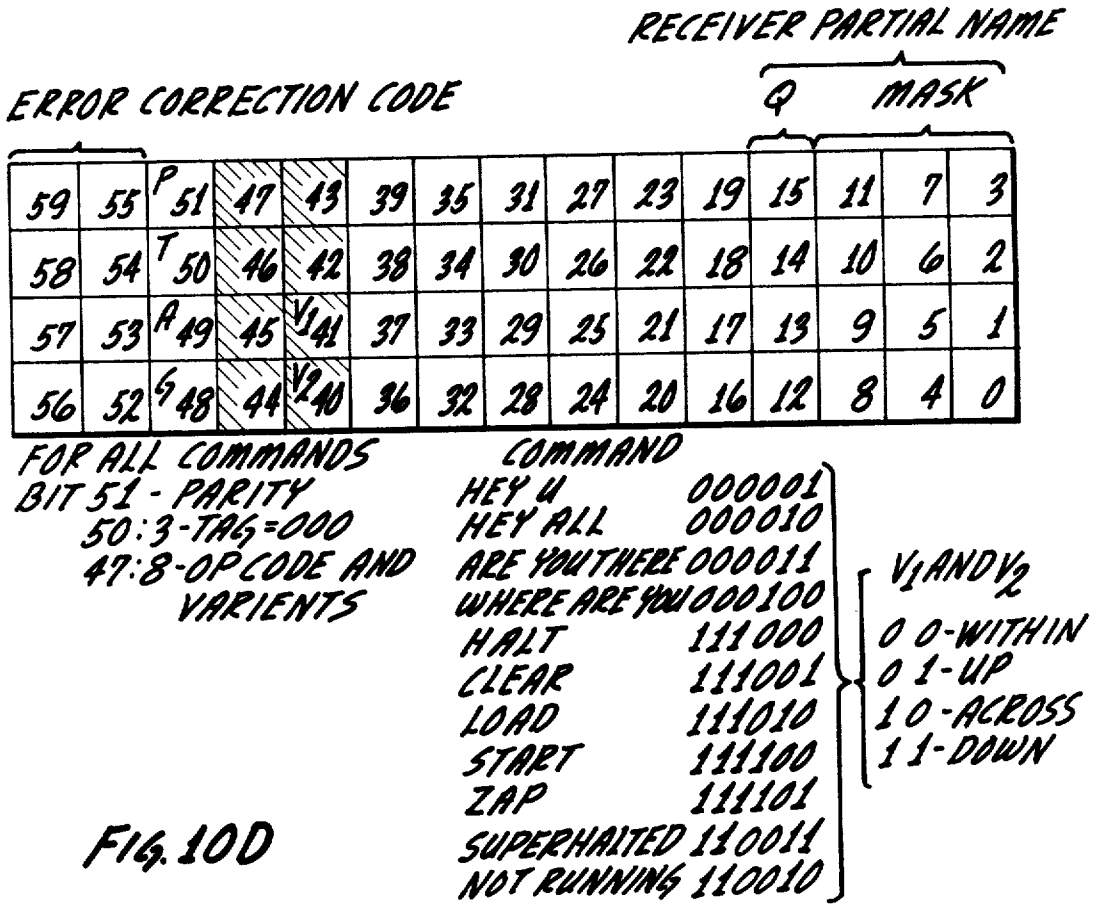 RECEIVER PARTIAL NAME
ERROR CORRECTION CODE Q MASK
59 55 P 51 47 43 39 35 31 27 23 19 15 11 7 3
58 54 T 50 46 42 38 34 30 26 22 18 14 10 6 2
57 53 A 49 45 V1 41 37 33 29 25 21 17 13 9 5 1
56 52 G 48 44 V2 40 36 32 28 24 20 16 12 8 4 0
FOR ALL COMMANDS
BIT 51 - PARITY
50:3-TAG=000
47:8-OP CODE AND
VARIENTS
COMMAND
HEY U 000001
HEY ALL 000010
ARE YOU THERE 000011
WHERE ARE YOU 000100
HALT 111000
CLEAR 111001
LOAD 111010
START 111100
ZAP 111101
SUPERHALTED 110011
NOT RUNNING 110010
V1 AND V2
0 0-WITHIN
0 1-UP
1 0-ACROSS
1 1-DOWN
FIG. 10D